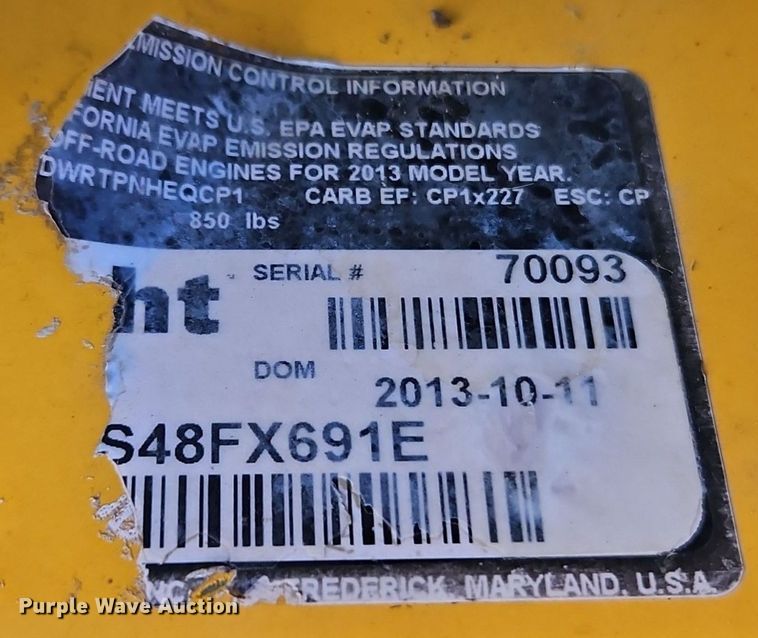 EMISSION CONTROL INFORMATION
MENT MEETS U.S. EPA EVAP STANDARDS
FORNIA EVAP EMISSION REGULATIONS
OFF-ROAD ENGINES FOR 2013 MODEL YEAR.
DWRTPNHEQCP1 CARB EF: CP1x227 ESC: CP
850 lbs
ht SERIAL # 70093
DOM 2013-10-11
S48FX691E
INC. FREDERICK, MARYLAND, U.S.A.
Purple Wave Auction